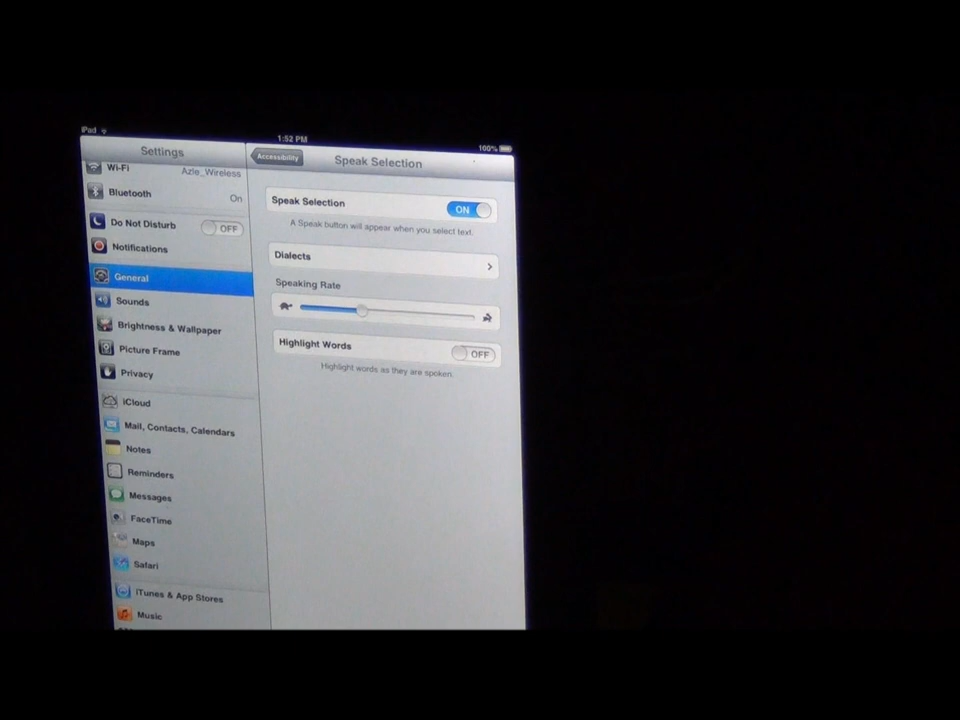 iPad
1:52 PM
100%
Settings
Wi-Fi Azle_Wireless
Bluetooth On
Do Not Disturb OFF
Notifications
General
Sounds
Brightness & Wallpaper
Picture Frame
Privacy
iCloud
Mail, Contacts, Calendars
Notes
Reminders
Messages
FaceTime
Maps
Safari
iTunes & App Stores
Music
Accessibility
Speak Selection
Speak Selection ON
A Speak button will appear when you select text.
Dialects
Speaking Rate
Highlight Words OFF
Highlight words as they are spoken.